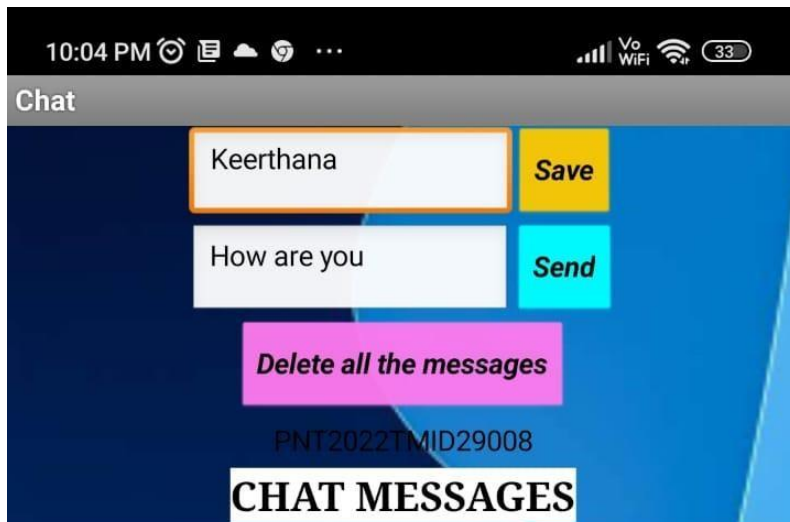 10:04 PM ...
Vo WiFi 33
Chat
Keerthana
Save
How are you
Send
Delete all the messages
PNT2022TMID29008
CHAT MESSAGES